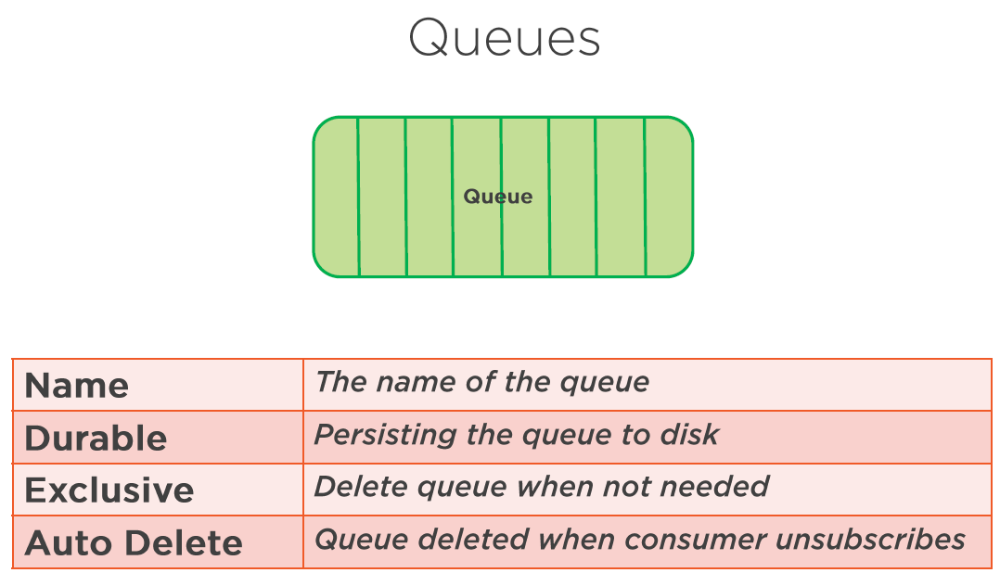 Queues
Queue
Name
The name of the queue
Durable
Persisting the queue to disk
Exclusive
Delete queue when not needed
Auto Delete
Queue deleted when consumer unsubscribes